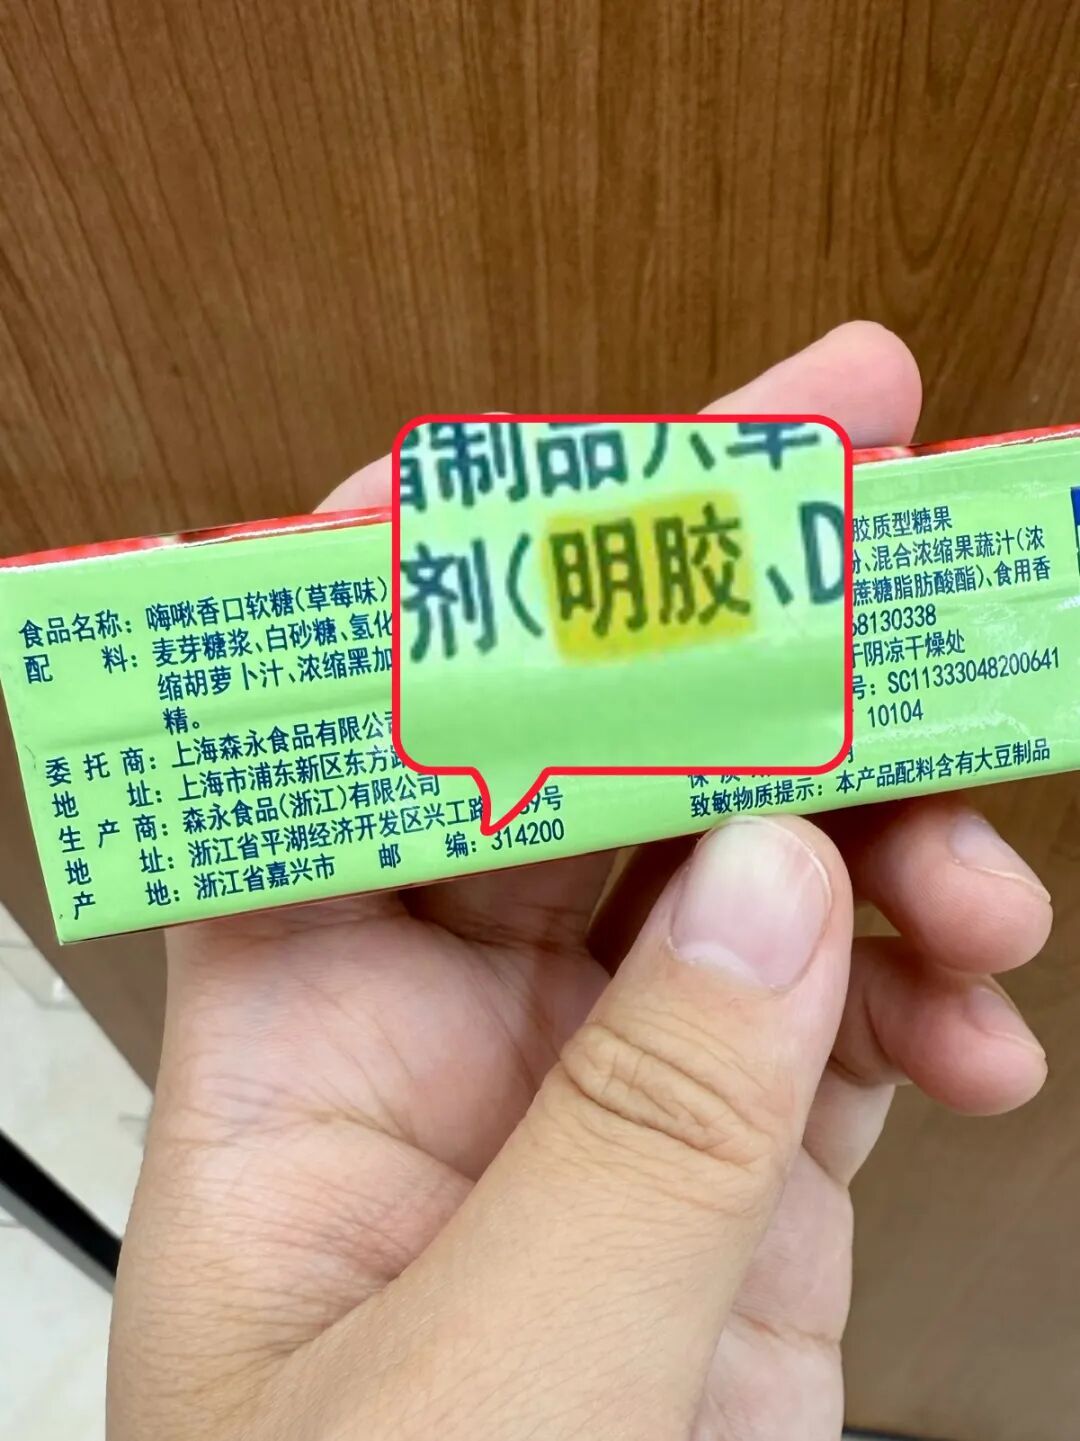 食品名称：嗨啾香口软糖（草莓味）
胶质型糖果
配 料：麦芽糖浆、白砂糖、氢化
、混合浓缩果蔬汁（浓
缩胡萝卜汁、浓缩黑加
蔗糖脂肪酸酯）、食用香
精。
68130338
委托商：上海森永食品有限公司
于阴凉干燥处
地 址：上海市浦东新区东方路
号：SC11333048200641
生产商：森永食品（浙江）有限公司
10104
地 址：浙江省平湖经济开发区兴工路 89号
产 地：浙江省嘉兴市 邮 编：314200
致敏物质提示：本产品配料含有大豆制品
制品）、草
剂（明胶、D